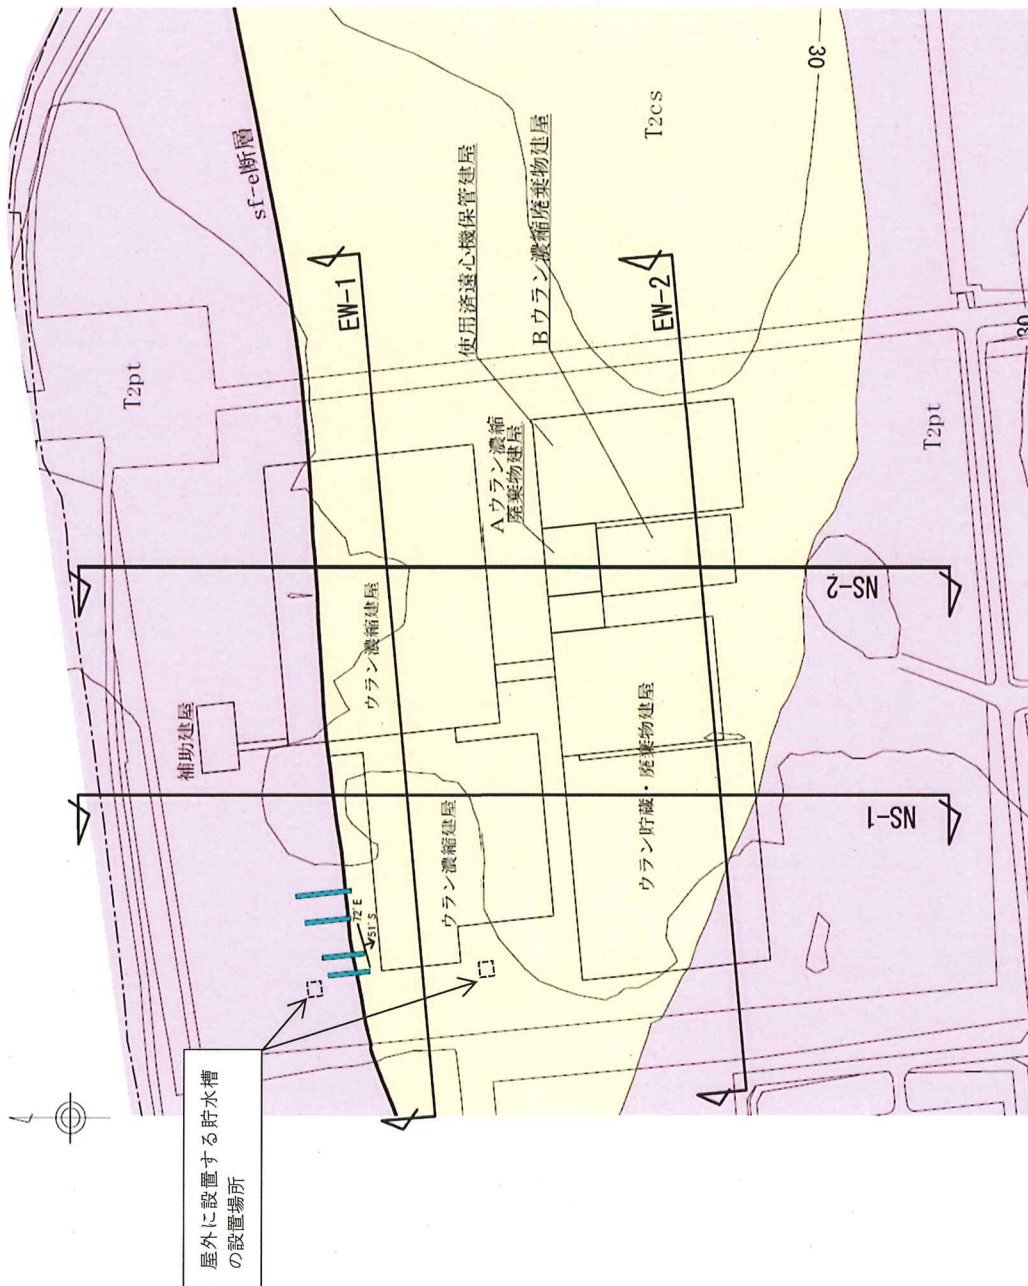 sf-e断層
T2pt
T2cs
30
EW-1
使用済遠心機保管建屋
Bウラン濃縮廃棄物建屋
EW-2
Aウラン濃縮
廃棄物建屋
T2pt
30
ウラン濃縮建屋
NS-2
補助建屋
ウラン濃縮建屋
ウラン貯蔵・廃棄物建屋
NS-1
72°E
51°S
屋外に設置する貯水槽
の設置場所